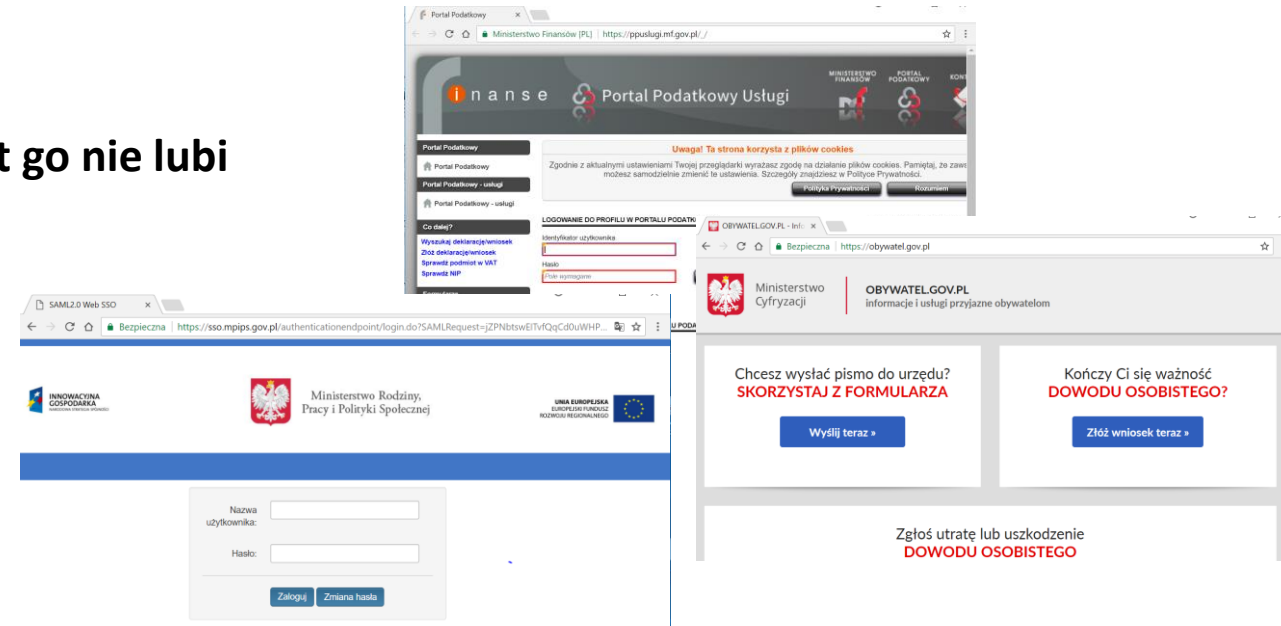 t go nie lubi
Portal Podatkowy
Ministerstwo Finansów [PL] | https://ppuslugi.mf.gov.pl/_/
inanse
Portal Podatkowy Usługi
MINISTERSTWO
FINANSÓW
PORTAL
PODATKOWY
KON
Portal Podatkowy
Portal Podatkowy
Portal Podatkowy - usługi
Portal Podatkowy - usługi
Co dalej?
Wyszukaj deklarację/wniosek
Złóż deklarację/wniosek
Sprawdź podmiot w VAT
Sprawdź NIP
Formularze
Uwaga! Ta strona korzysta z plików cookies
Zgodnie z aktualnymi ustawieniami Twojej przeglądarki wyrażasz zgodę na działanie plików cookies. Pamiętaj, że zaws
możesz samodzielnie zmienić te ustawienia. Szczegóły znajdziesz w Polityce Prywatności.
Polityka Prywatności
Rozumiem
LOGOWANIE DO PROFILU W PORTALU PODATK
Identyfikator użytkownika
Hasło
Pole wymagane
U PODA
OBYWATEL.GOV.PL - Inf
Bezpieczna | https://obywatel.gov.pl
Ministerstwo
Cyfryzacji
OBYWATEL.GOV.PL
informacje i usługi przyjazne obywatelom
Chcesz wysłać pismo do urzędu?
SKORZYSTAJ Z FORMULARZA
Wyślij teraz »
Kończy Ci się ważność
DOWODU OSOBISTEGO?
Złóż wniosek teraz »
Zgłoś utratę lub uszkodzenie
DOWODU OSOBISTEGO
SAML2.0 Web SSO
Bezpieczna | https://sso.mpips.gov.pl/authenticationendpoint/login.do?SAMLRequest=jZPNbtswElTvfQqCd0uWHP...
INNOWACYJNA
GOSPODARKA
NARODOWA STRATEGIA SPÓJNOŚCI
Ministerstwo Rodziny,
Pracy i Polityki Społecznej
UNIA EUROPEJSKA
EUROPEJSKI FUNDUSZ
ROZWOJU REGIONALNEGO
Nazwa
użytkownika:
Hasło:
Zaloguj
Zmiana hasła